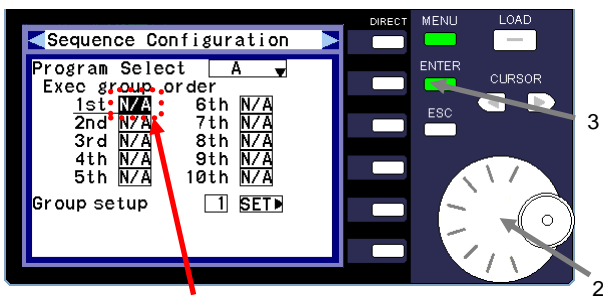 DIRECT MENU LOAD
Sequence Configuration
Program Select A
ENTER
Exec group order
CURSOR
1st N/A 6th N/A
ESC
2nd N/A 7th N/A
3
3rd N/A 8th N/A
4th N/A 9th N/A
5th N/A 10th N/A
Group setup 1 SET
2